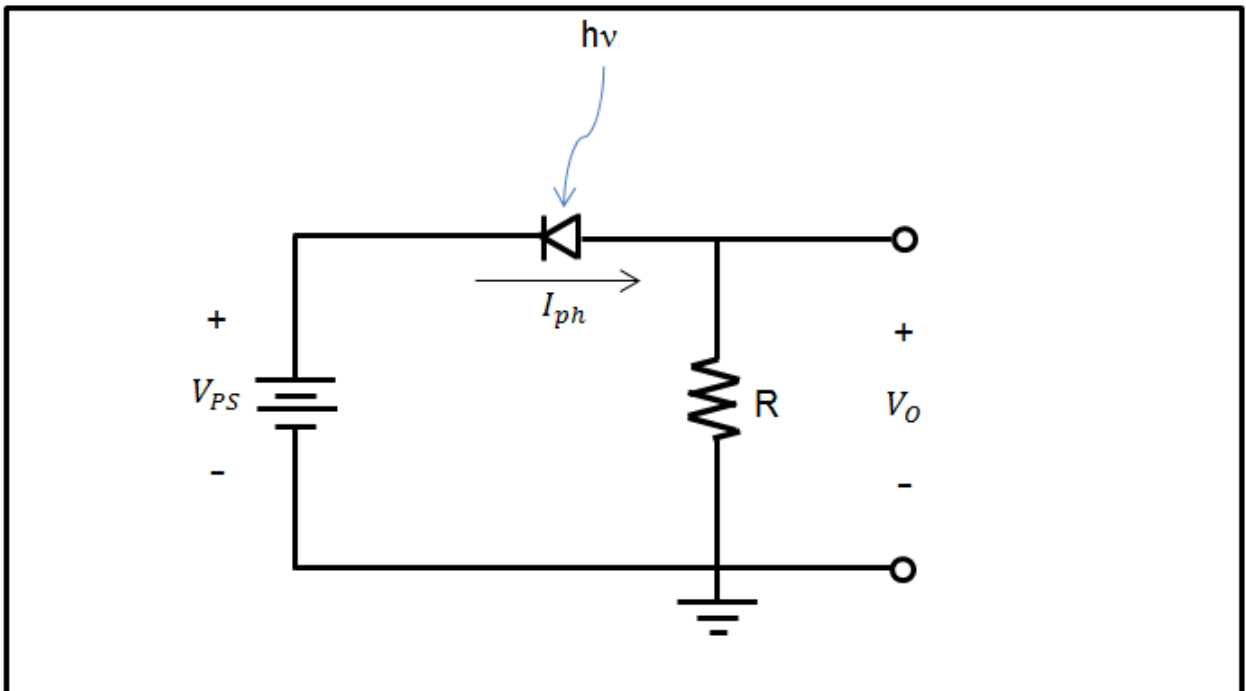 hν
I_ph
+
V_PS
-
R
+
V_O
-